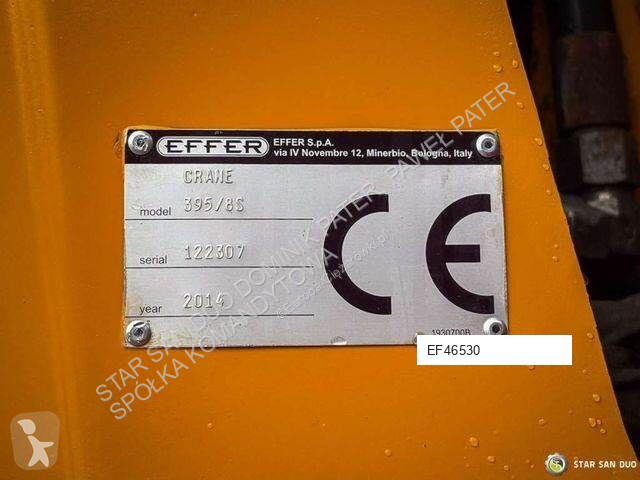 EFFER
EFFER S.p.A.
via IV Novembre 12, Minerbio, Bologna, Italy
CRANE
model 395/8S
serial 122307
year 2014
CE
1930700B
EF46530
STAR SAN DUO DOMINIK PATER, PAWEŁ PATER
SPÓŁKA KOMANDYTOWA
STAR SAN DUO